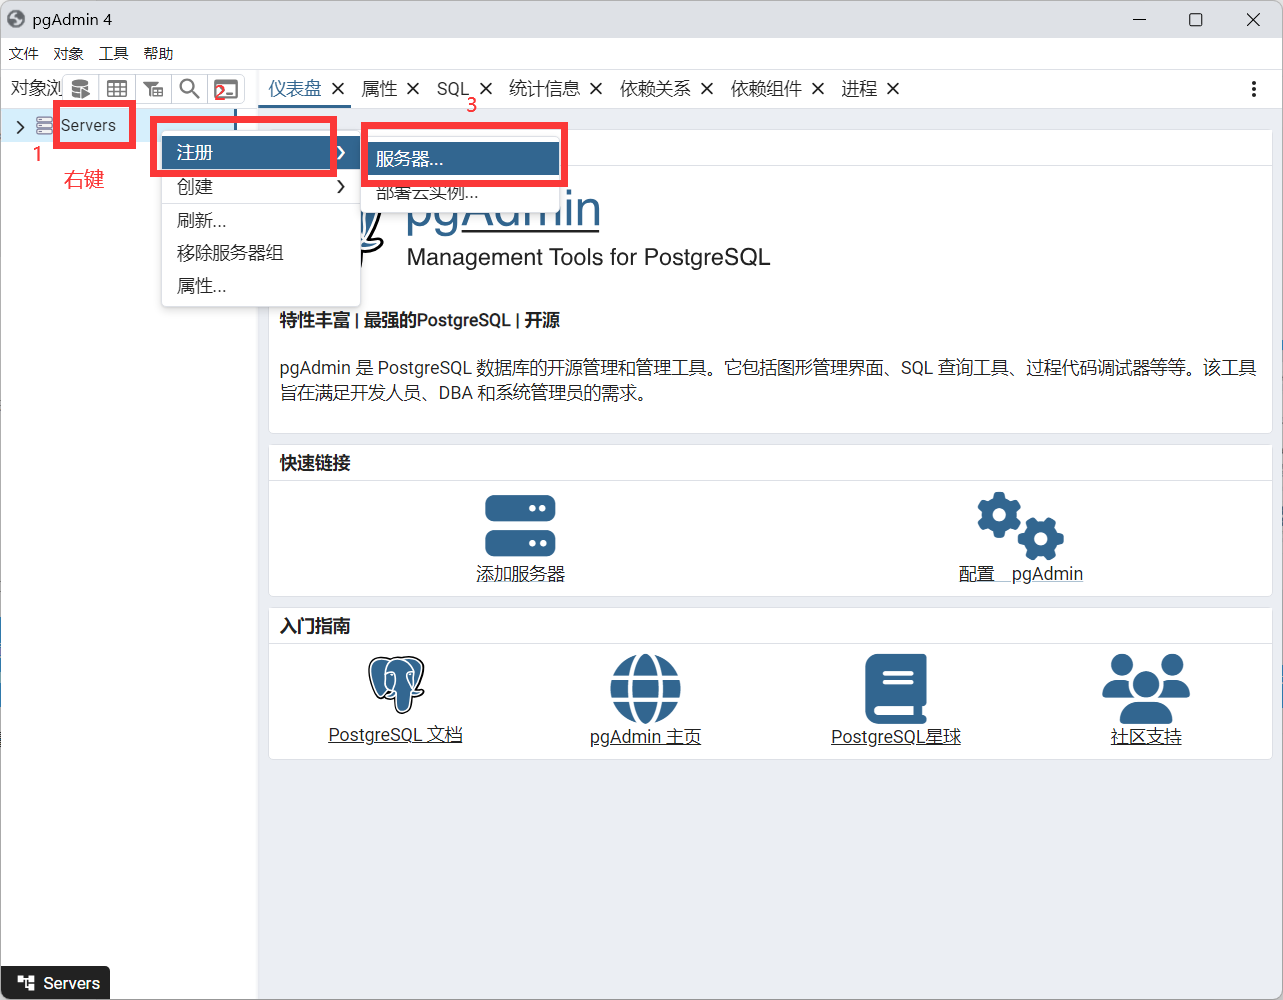 pgAdmin 4
文件 对象 工具 帮助
对象浏
仪表盘 属性 SQL 统计信息 依赖关系 依赖组件 进程
2
3
Servers
1
右键
注册
创建
刷新...
移除服务器组
属性...
服务器...
部署云实例...
pgAdmin
Management Tools for PostgreSQL
特性丰富 | 最强的PostgreSQL | 开源
pgAdmin 是 PostgreSQL 数据库的开源管理和管理工具。它包括图形管理界面、SQL 查询工具、过程代码调试器等等。该工具
旨在满足开发人员、DBA 和系统管理员的需求。
快速链接
添加服务器
配置 pgAdmin
入门指南
PostgreSQL 文档
pgAdmin 主页
PostgreSQL星球
社区支持
Servers